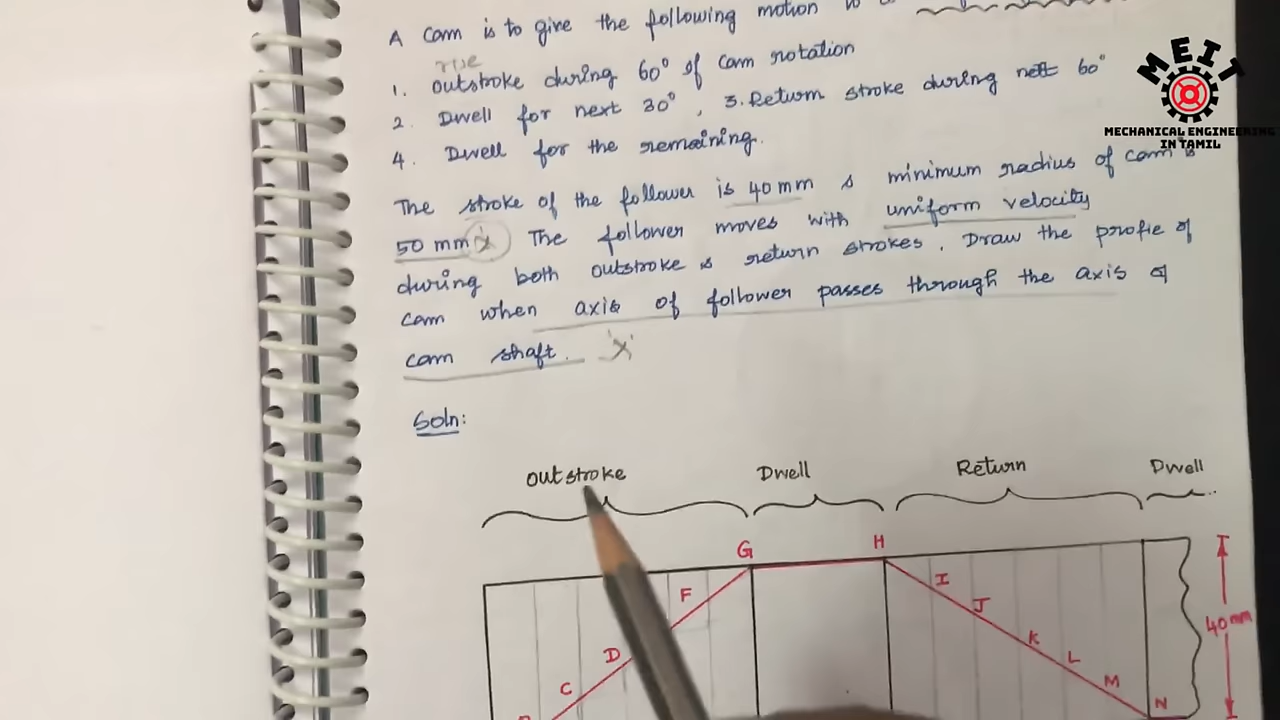 A cam is to give the following motion to a
rise
1. Outstroke during 60° of cam rotation
2. Dwell for next 30°, 3. Return stroke during next 60°
4. Dwell for the remaining.
The stroke of the follower is 40 mm & minimum radius of cam is
50 mm. The follower moves with uniform velocity
during both outstroke & return strokes. Draw the profie of
cam when axis of follower passes through the axis of
cam shaft.
Soln:
Outstroke Dwell Return Dwell
G H
F I
J
D K
C L
M
N
40mm
MEIT
MECHANICAL ENGINEERING
IN TAMIL